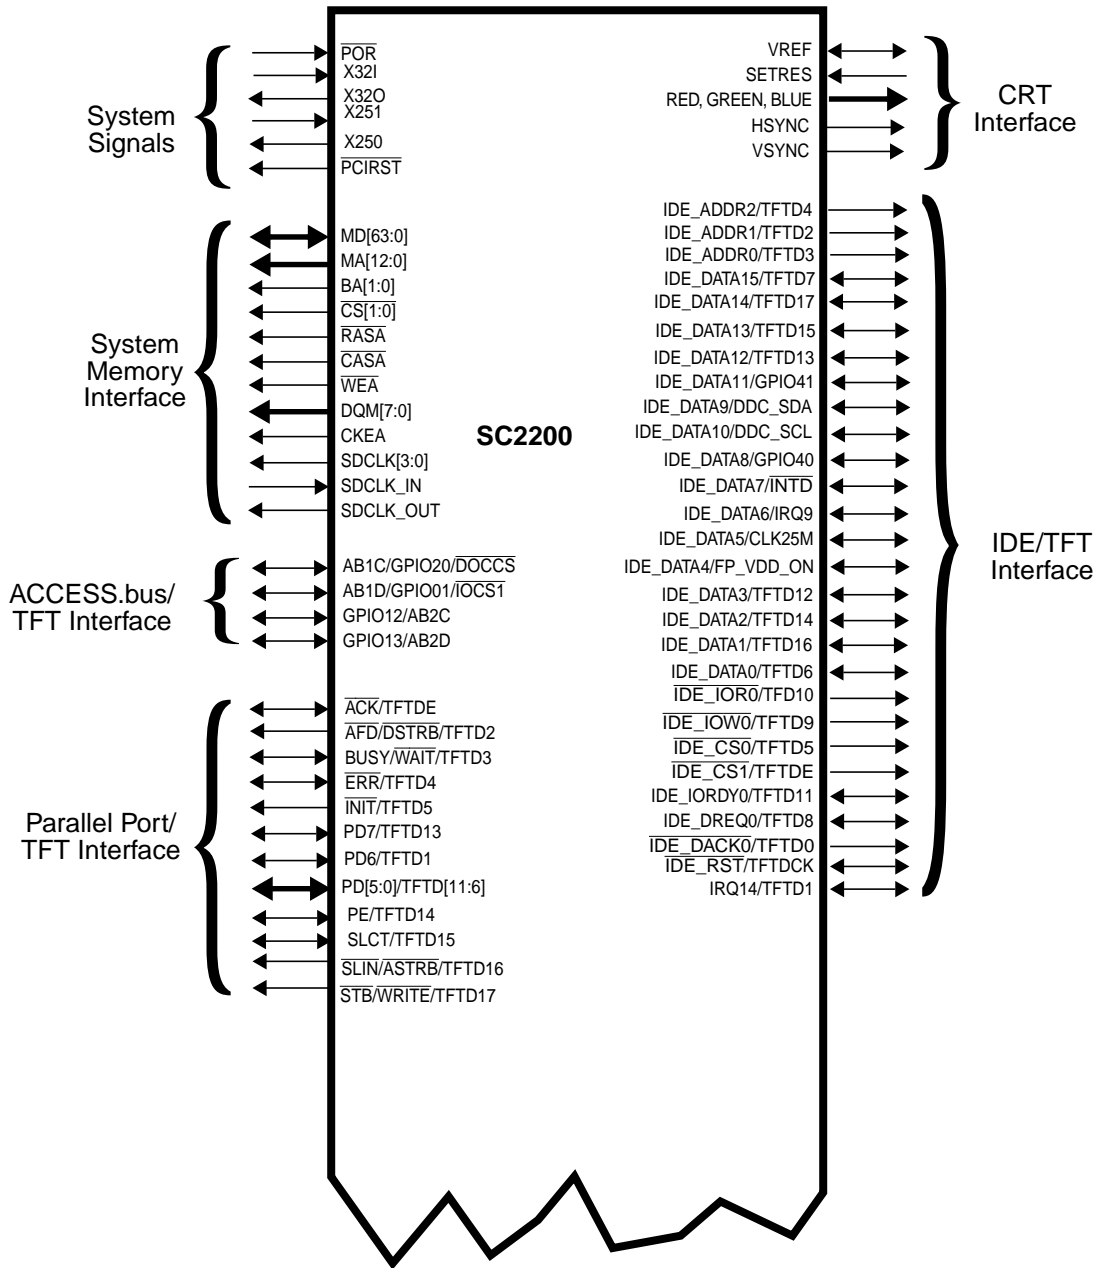 System
Signals
POR
X32I
X32O
X251
X250
PCIRST
System
Memory
Interface
MD[63:0]
MA[12:0]
BA[1:0]
CS[1:0]
RASA
CASA
WEA
DQM[7:0]
CKEA
SDCLK[3:0]
SDCLK_IN
SDCLK_OUT
ACCESS.bus/
TFT Interface
AB1C/GPIO20/DOCCS
AB1D/GPIO01/IOCS1
GPIO12/AB2C
GPIO13/AB2D
Parallel Port/
TFT Interface
ACK/TFTDE
AFD/DSTRB/TFTD2
BUSY/WAIT/TFTD3
ERR/TFTD4
INIT/TFTD5
PD7/TFTD13
PD6/TFTD1
PD[5:0]/TFTD[11:6]
PE/TFTD14
SLCT/TFTD15
SLIN/ASTRB/TFTD16
STB/WRITE/TFTD17
SC2200
VREF
SETRES
RED, GREEN, BLUE
HSYNC
VSYNC
CRT
Interface
IDE_ADDR2/TFTD4
IDE_ADDR1/TFTD2
IDE_ADDR0/TFTD3
IDE_DATA15/TFTD7
IDE_DATA14/TFTD17
IDE_DATA13/TFTD15
IDE_DATA12/TFTD13
IDE_DATA11/GPIO41
IDE_DATA9/DDC_SDA
IDE_DATA10/DDC_SCL
IDE_DATA8/GPIO40
IDE_DATA7/INTD
IDE_DATA6/IRQ9
IDE_DATA5/CLK25M
IDE_DATA4/FP_VDD_ON
IDE_DATA3/TFTD12
IDE_DATA2/TFTD14
IDE_DATA1/TFTD16
IDE_DATA0/TFTD6
IDE_IOR0/TFD10
IDE_IOW0/TFTD9
IDE_CS0/TFTD5
IDE_CS1/TFTDE
IDE_IORDY0/TFTD11
IDE_DREQ0/TFTD8
IDE_DACK0/TFTD0
IDE_RST/TFTDCK
IRQ14/TFTD1
IDE/TFT
Interface